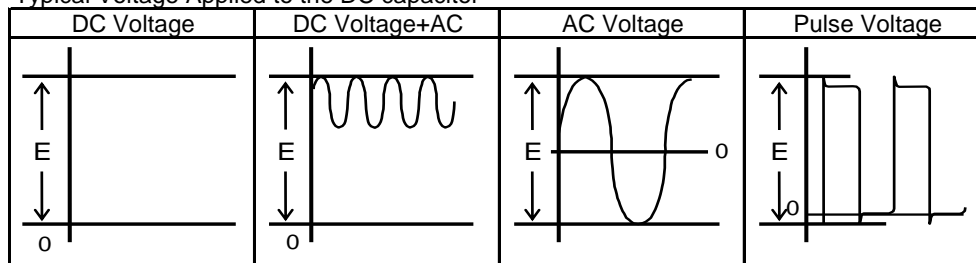 Typical Voltage Applied to the DC capacitor
DC Voltage DC Voltage+AC AC Voltage Pulse Voltage
E E E 0 E
0
0 0